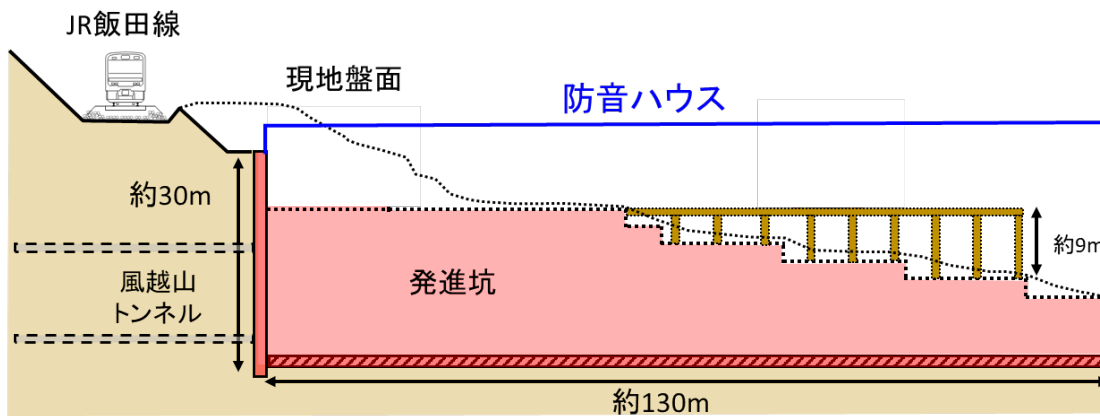 JR飯田線
現地盤面
防音ハウス
約30m
約9m
風越山
トンネル
発進坑
約130m